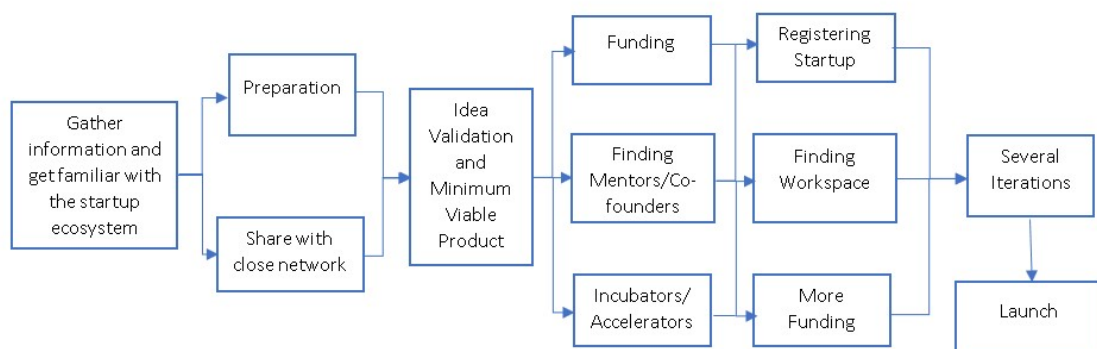 Gather
information and
get familiar with
the startup
ecosystem
Preparation
Share with
close network
Idea
Validation
and
Minimum
Viable
Product
Funding
Finding
Mentors/Co-
founders
Incubators/
Accelerators
Registering
Startup
Finding
Workspace
More
Funding
Several
Iterations
Launch